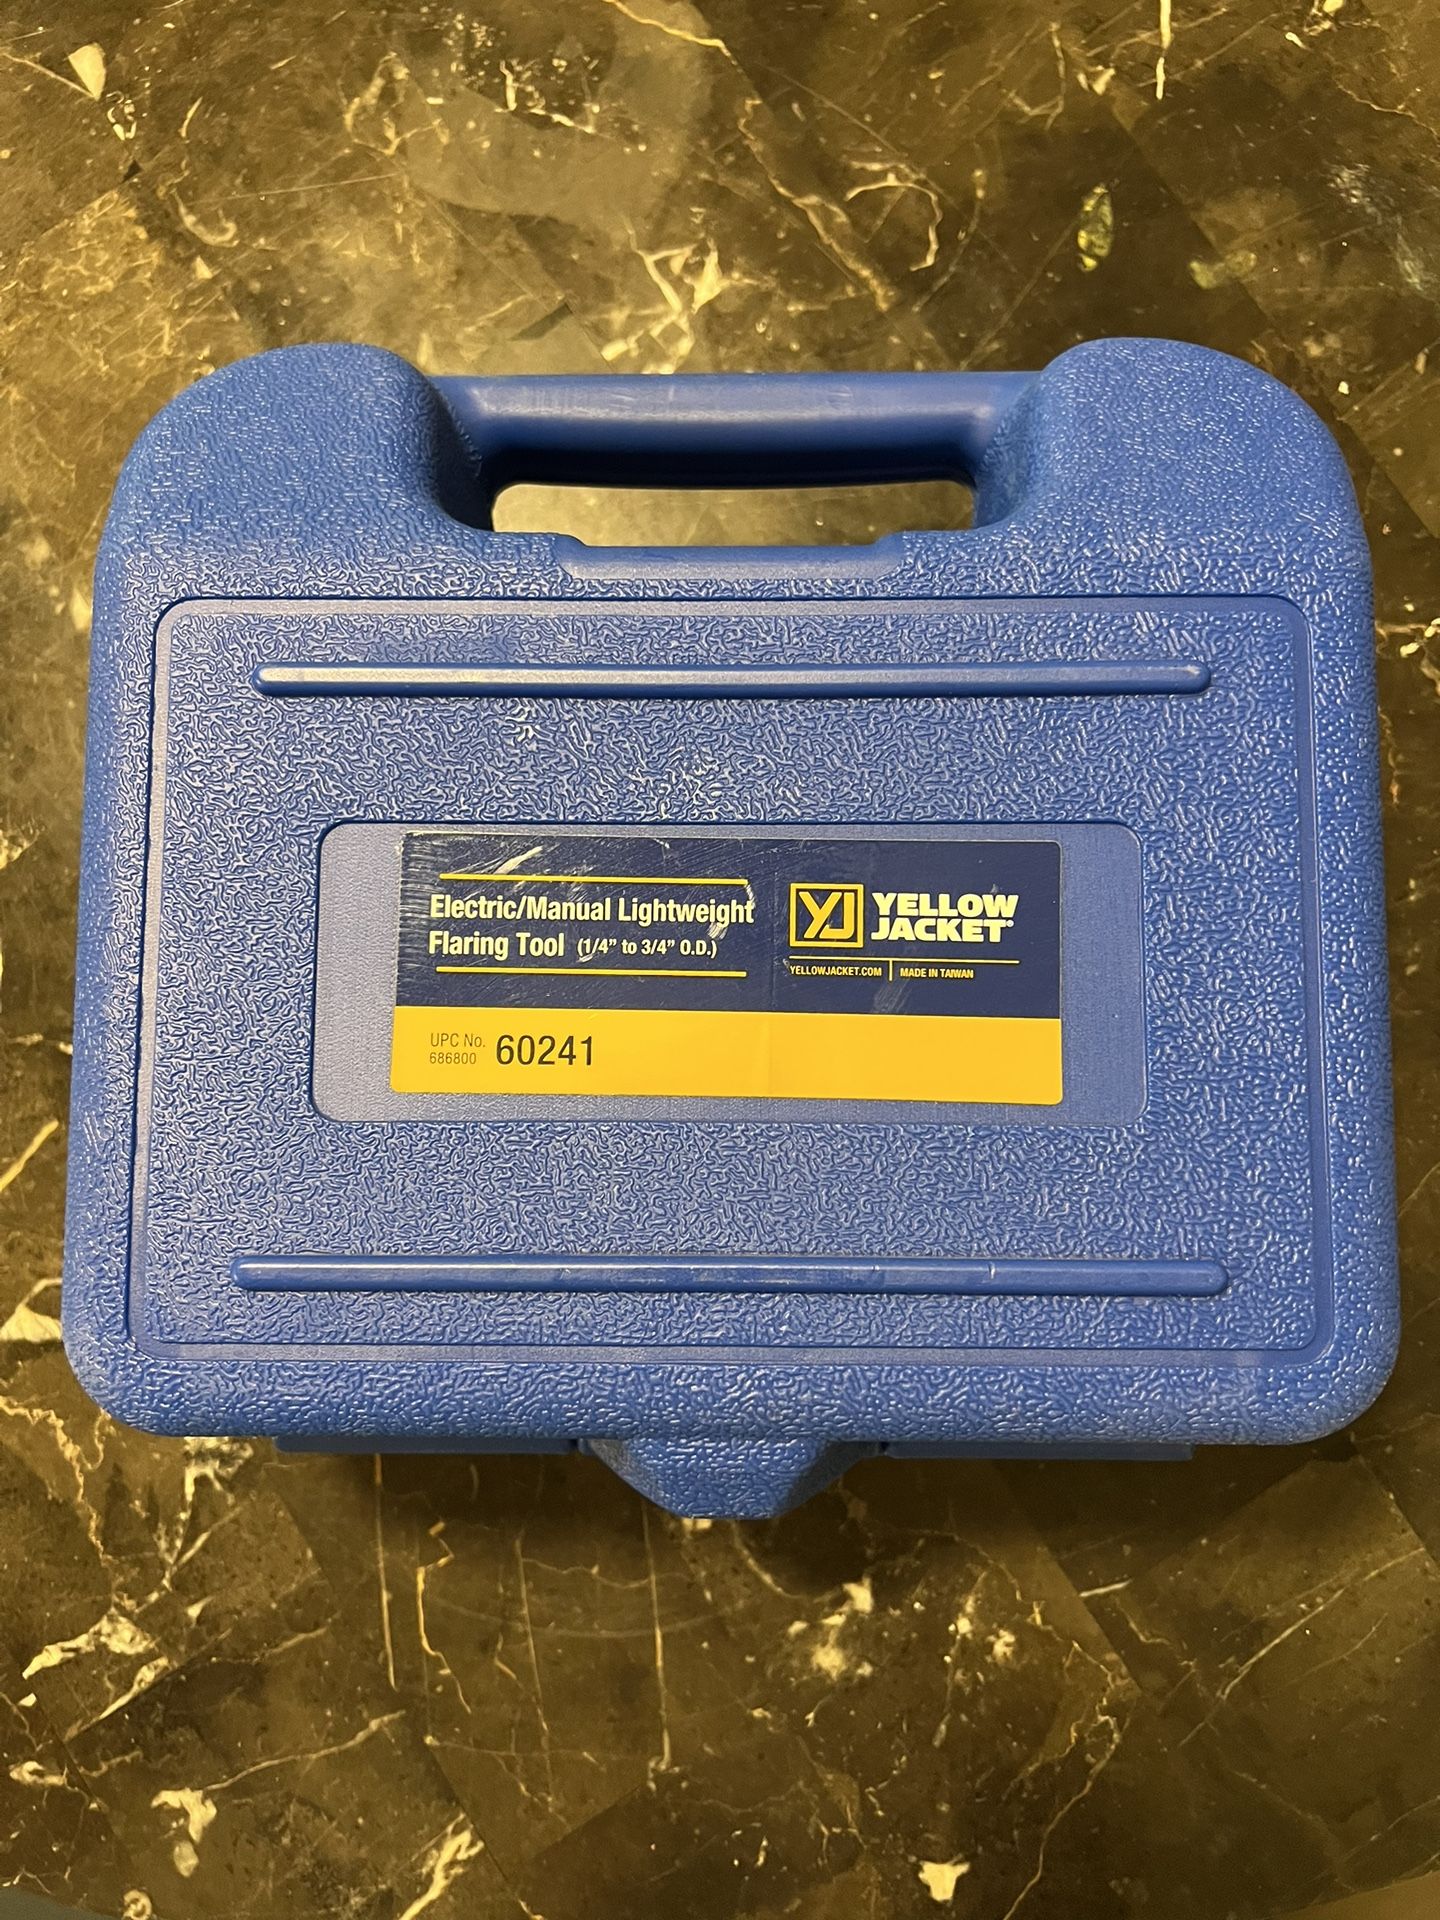 Electric/Manual Lightweight
Flaring Tool (1/4" to 3/4" O.D.)
YJ YELLOW
JACKET®
YELLOWJACKET.COM | MADE IN TAIWAN
UPC No.
686800 60241